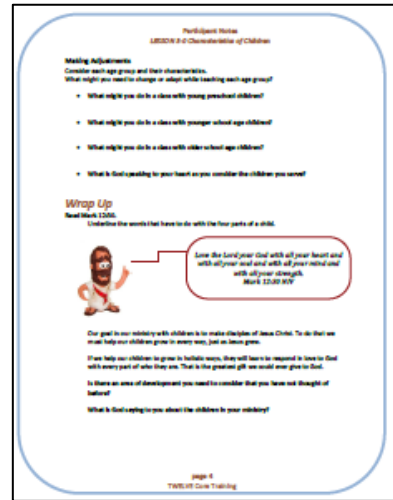 Participant Notes
LESSON 3-0 Characteristics of Children
Making Adjustments
Consider each age group and their characteristics.
What might you need to change or adapt while teaching each age group?
• What might you do in a class with young preschool children?
• What might you do in a class with younger school age children?
• What might you do in a class with older school age children?
• What is God speaking to your heart as you consider the children you serve?
Wrap Up
Read Mark 12:30.
Underline the words that have to do with the four parts of a child.
Love the Lord your God with all your heart and
with all your soul and with all your mind and
with all your strength.
Mark 12:30 NIV
Our goal in our ministry with children is to make disciples of Jesus Christ. To do that we
must help our children grow in every way, just as Jesus grew.
If we help our children to grow in holistic ways, they will learn to respond in love to God
with every part of who they are. That is the greatest gift we could ever give to God.
Is there an area of development you need to consider that you have not thought of
before?
What is God saying to you about the children in your ministry?
page 4
TWELVE Core Training